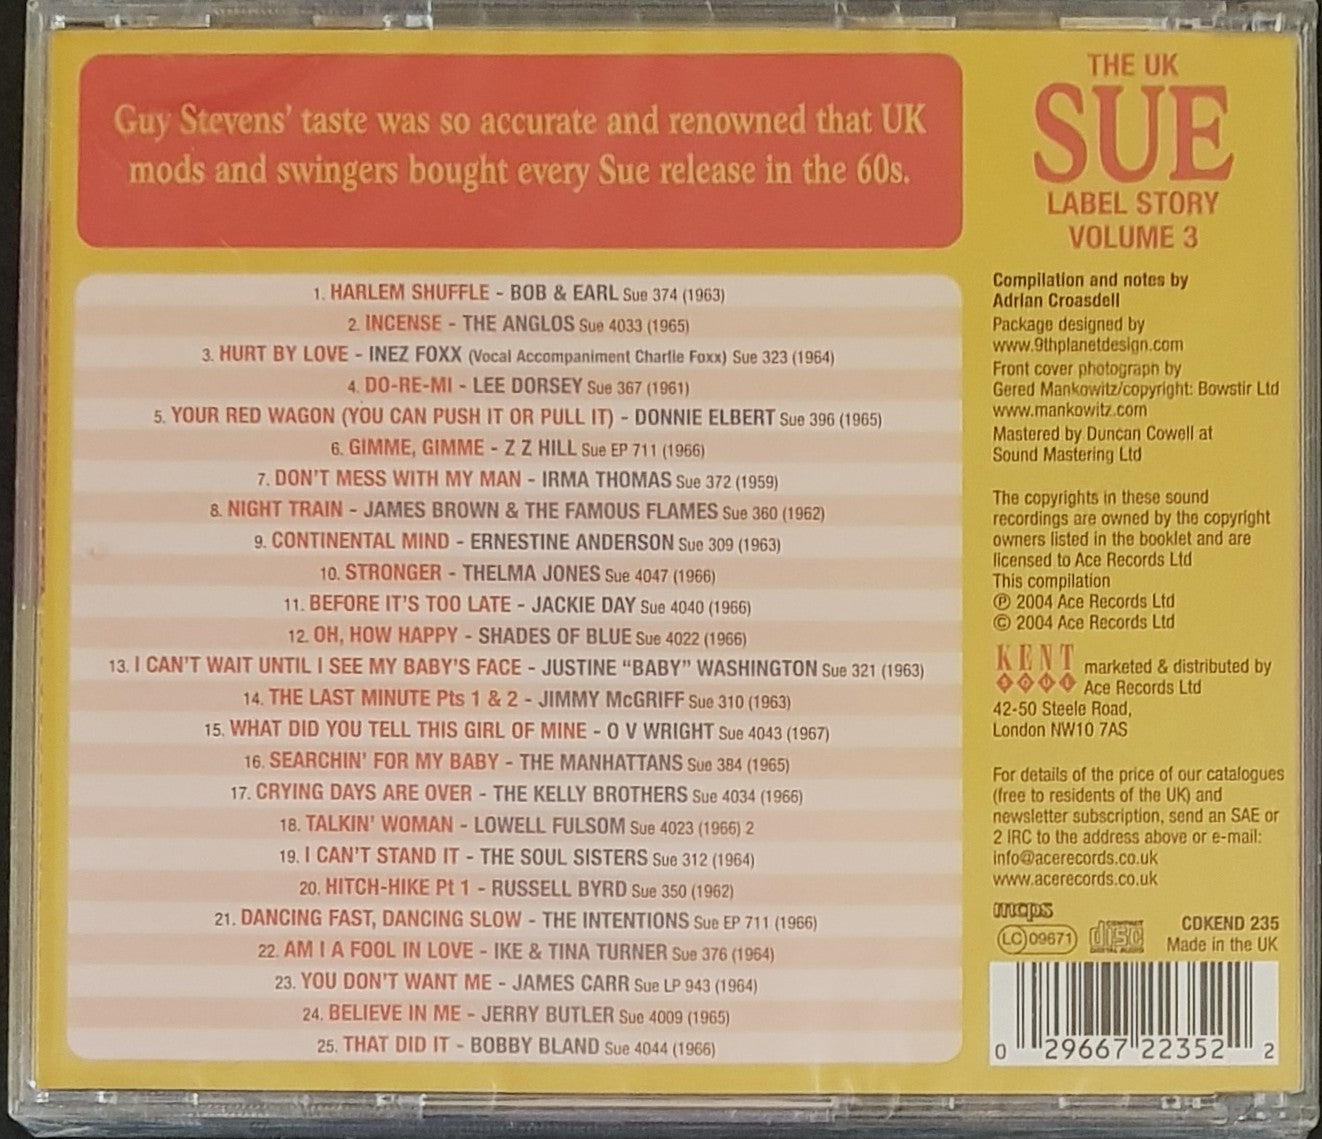 Guy Stevens' taste was so accurate and renowned that UK
mods and swingers bought every Sue release in the 60s.
1. HARLEM SHUFFLE - BOB & EARL Sue 374 (1963)
2. INCENSE - THE ANGLOS Sue 4033 (1965)
3. HURT BY LOVE - INEZ FOXX (Vocal Accompaniment Charlie Foxx) Sue 323 (1964)
4. DO-RE-MI - LEE DORSEY Sue 367 (1961)
5. YOUR RED WAGON (YOU CAN PUSH IT OR PULL IT) - DONNIE ELBERT Sue 396 (1965)
6. GIMME, GIMME - Z Z HILL Sue EP 711 (1966)
7. DON'T MESS WITH MY MAN - IRMA THOMAS Sue 372 (1959)
8. NIGHT TRAIN - JAMES BROWN & THE FAMOUS FLAMES Sue 360 (1962)
9. CONTINENTAL MIND - ERNESTINE ANDERSON Sue 309 (1963)
10. STRONGER - THELMA JONES Sue 4047 (1966)
11. BEFORE IT'S TOO LATE - JACKIE DAY Sue 4040 (1966)
12. OH, HOW HAPPY - SHADES OF BLUE Sue 4022 (1966)
13. I CAN'T WAIT UNTIL I SEE MY BABY'S FACE - JUSTINE "BABY" WASHINGTON Sue 321 (1963)
14. THE LAST MINUTE Pts 1 & 2 - JIMMY McGRIFF Sue 310 (1963)
15. WHAT DID YOU TELL THIS GIRL OF MINE - O V WRIGHT Sue 4043 (1967)
16. SEARCHIN' FOR MY BABY - THE MANHATTANS Sue 384 (1965)
17. CRYING DAYS ARE OVER - THE KELLY BROTHERS Sue 4034 (1966)
18. TALKIN' WOMAN - LOWELL FULSOM Sue 4023 (1966) 2
19. I CAN'T STAND IT - THE SOUL SISTERS Sue 312 (1964)
20. HITCH-HIKE Pt 1 - RUSSELL BYRD Sue 350 (1962)
21. DANCING FAST, DANCING SLOW - THE INTENTIONS Sue EP 711 (1966)
22. AM I A FOOL IN LOVE - IKE & TINA TURNER Sue 376 (1964)
23. YOU DON'T WANT ME - JAMES CARR Sue LP 943 (1964)
24. BELIEVE IN ME - JERRY BUTLER Sue 4009 (1965)
25. THAT DID IT - BOBBY BLAND Sue 4044 (1966)
THE UK
SUE
LABEL STORY
VOLUME 3
Compilation and notes by
Adrian Croasdell
Package designed by
www.9thplanetdesign.com
Front cover photograph by
Gered Mankowitz/copyright: Bowstir Ltd
www.mankowitz.com
Mastered by Duncan Cowell at
Sound Mastering Ltd
The copyrights in these sound
recordings are owned by the copyright
owners listed in the booklet and are
licensed to Ace Records Ltd
This compilation
℗ 2004 Ace Records Ltd
© 2004 Ace Records Ltd
KENT
SOUL
marketed & distributed by
Ace Records Ltd
42-50 Steele Road,
London NW10 7AS
For details of the price of our catalogues
(free to residents of the UK) and
newsletter subscription, send an SAE or
2 IRC to the address above or e-mail:
info@acerecords.co.uk
www.acerecords.co.uk
mcps
LC 09671
COMPACT
disc
DIGITAL AUDIO
CDKEND 235
Made in the UK
0 29667 22352 2